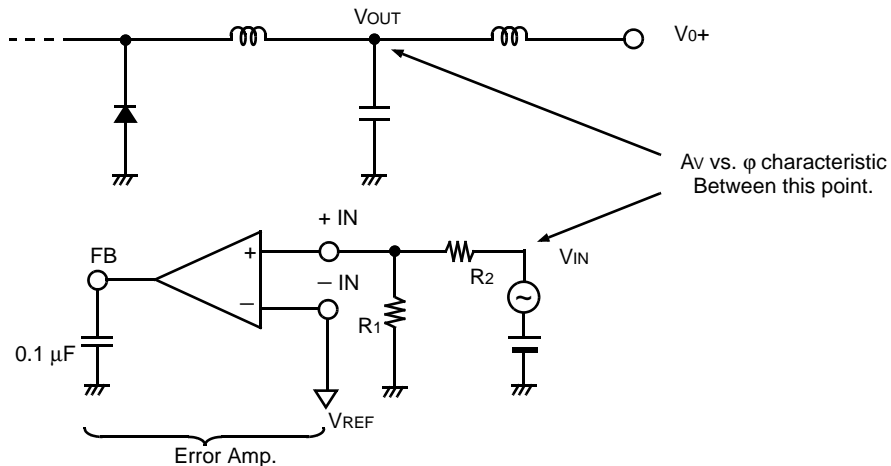 VOUT
V0+
AV vs. φ characteristic
Between this point.
+ IN
FB
+
VIN
R2
− IN
−
~
R1
0.1 μF
VREF
Error Amp.